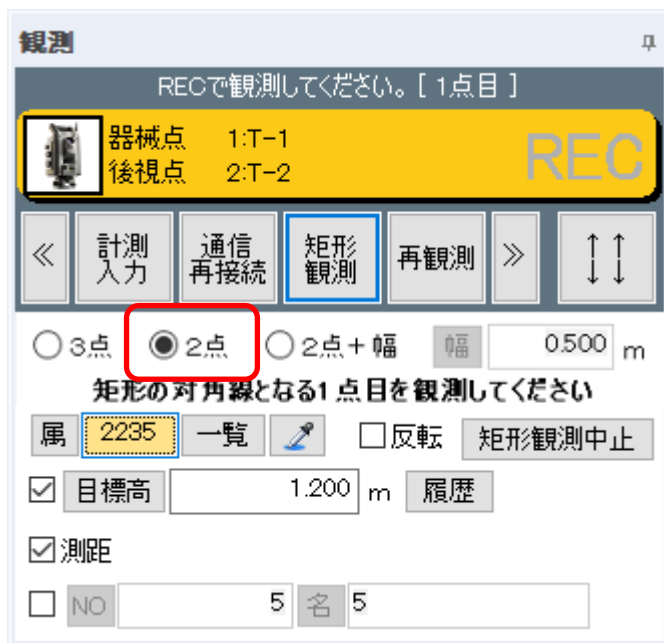 観測
RECで観測してください。[ 1点目 ]
器械点 1:T-1
後視点 2:T-2
REC
≪ 計測入力 通信再接続 矩形観測 再観測 ≫ ↑↑↓↓
3点 2点 2点+幅 幅 0.500 m
矩形の対角線となる1点目を観測してください
属 2235 一覧 反転 矩形観測中止
目標高 1.200 m 履歴
測距
NO 5 名 5